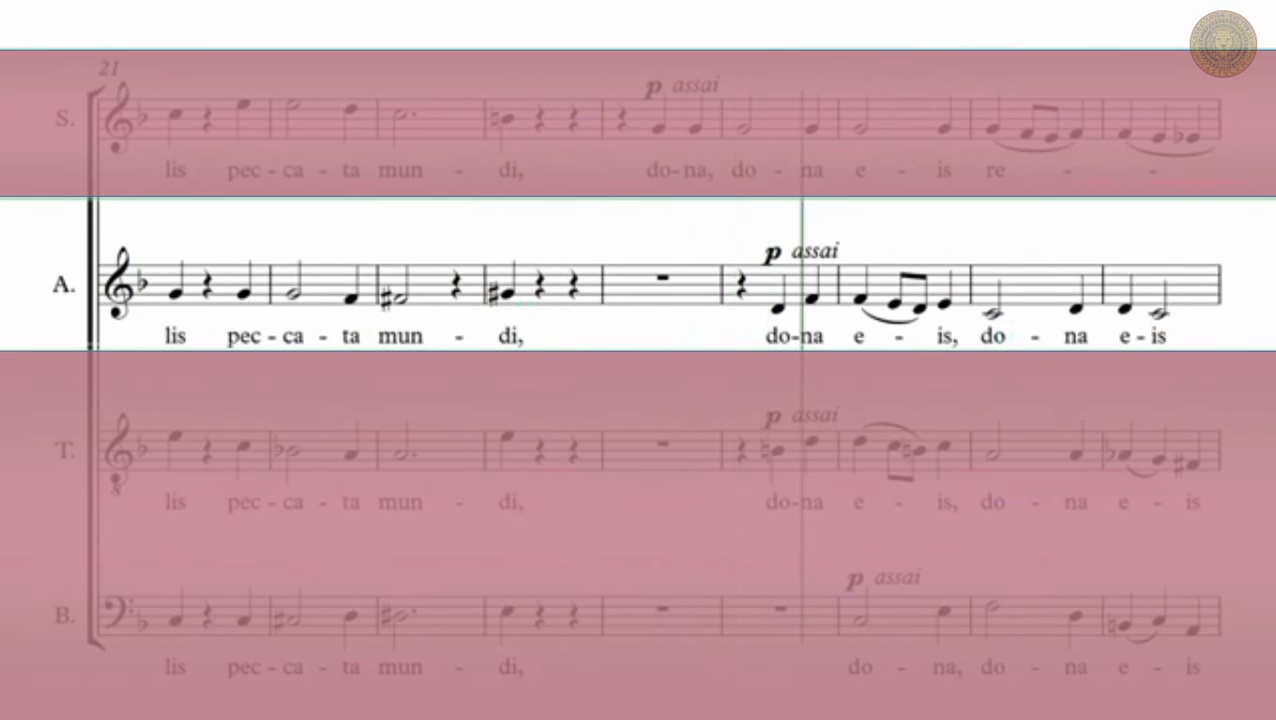 21
p assai
S.
lis pec - ca - ta mun - di, do - na, do - na e - is re - -
p assai
A.
lis pec - ca - ta mun - di, do - na e - is, do - na e - is
p assai
T.
8
lis pec - ca - ta mun - di, do - na e - is, do - na e - is
p assai
B.
lis pec - ca - ta mun - di, do - na, do - na e - is